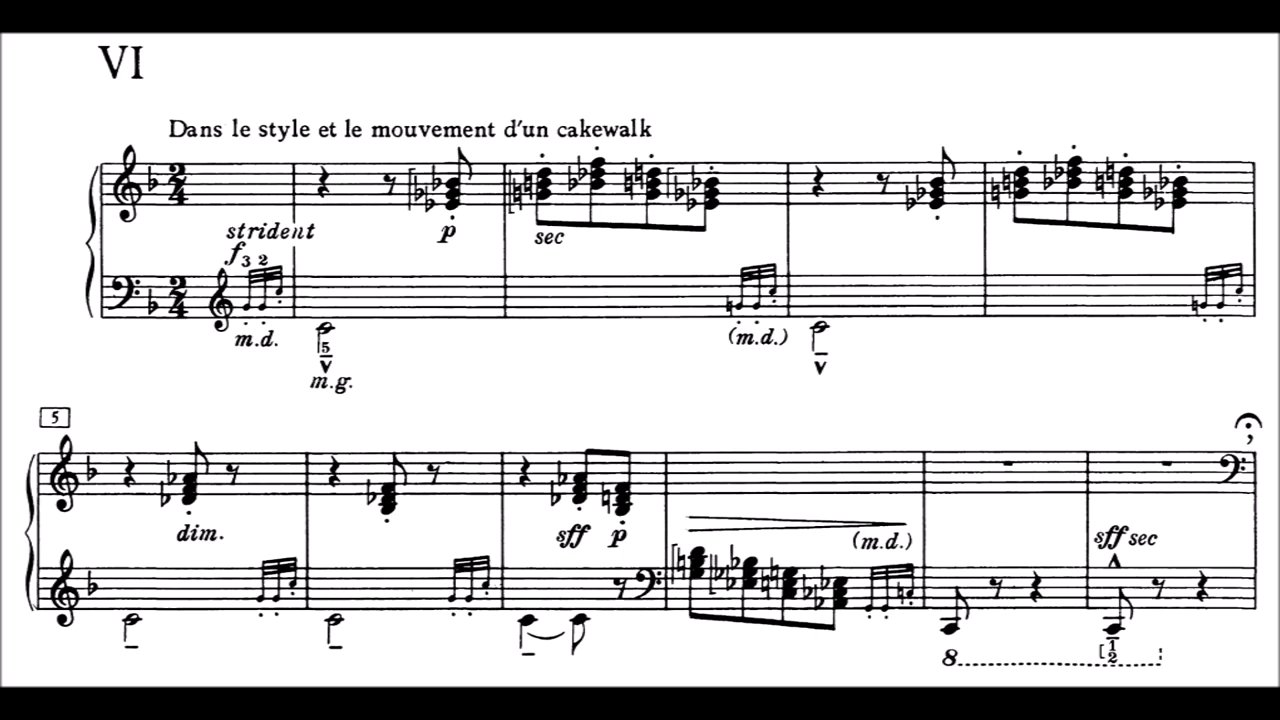 VI
Dans le style et le mouvement d'un cakewalk
strident p sec
f 3 2
m.d. (m.d.)
5
m.g.
5
dim. sff p (m.d.) sff sec
8 1
2